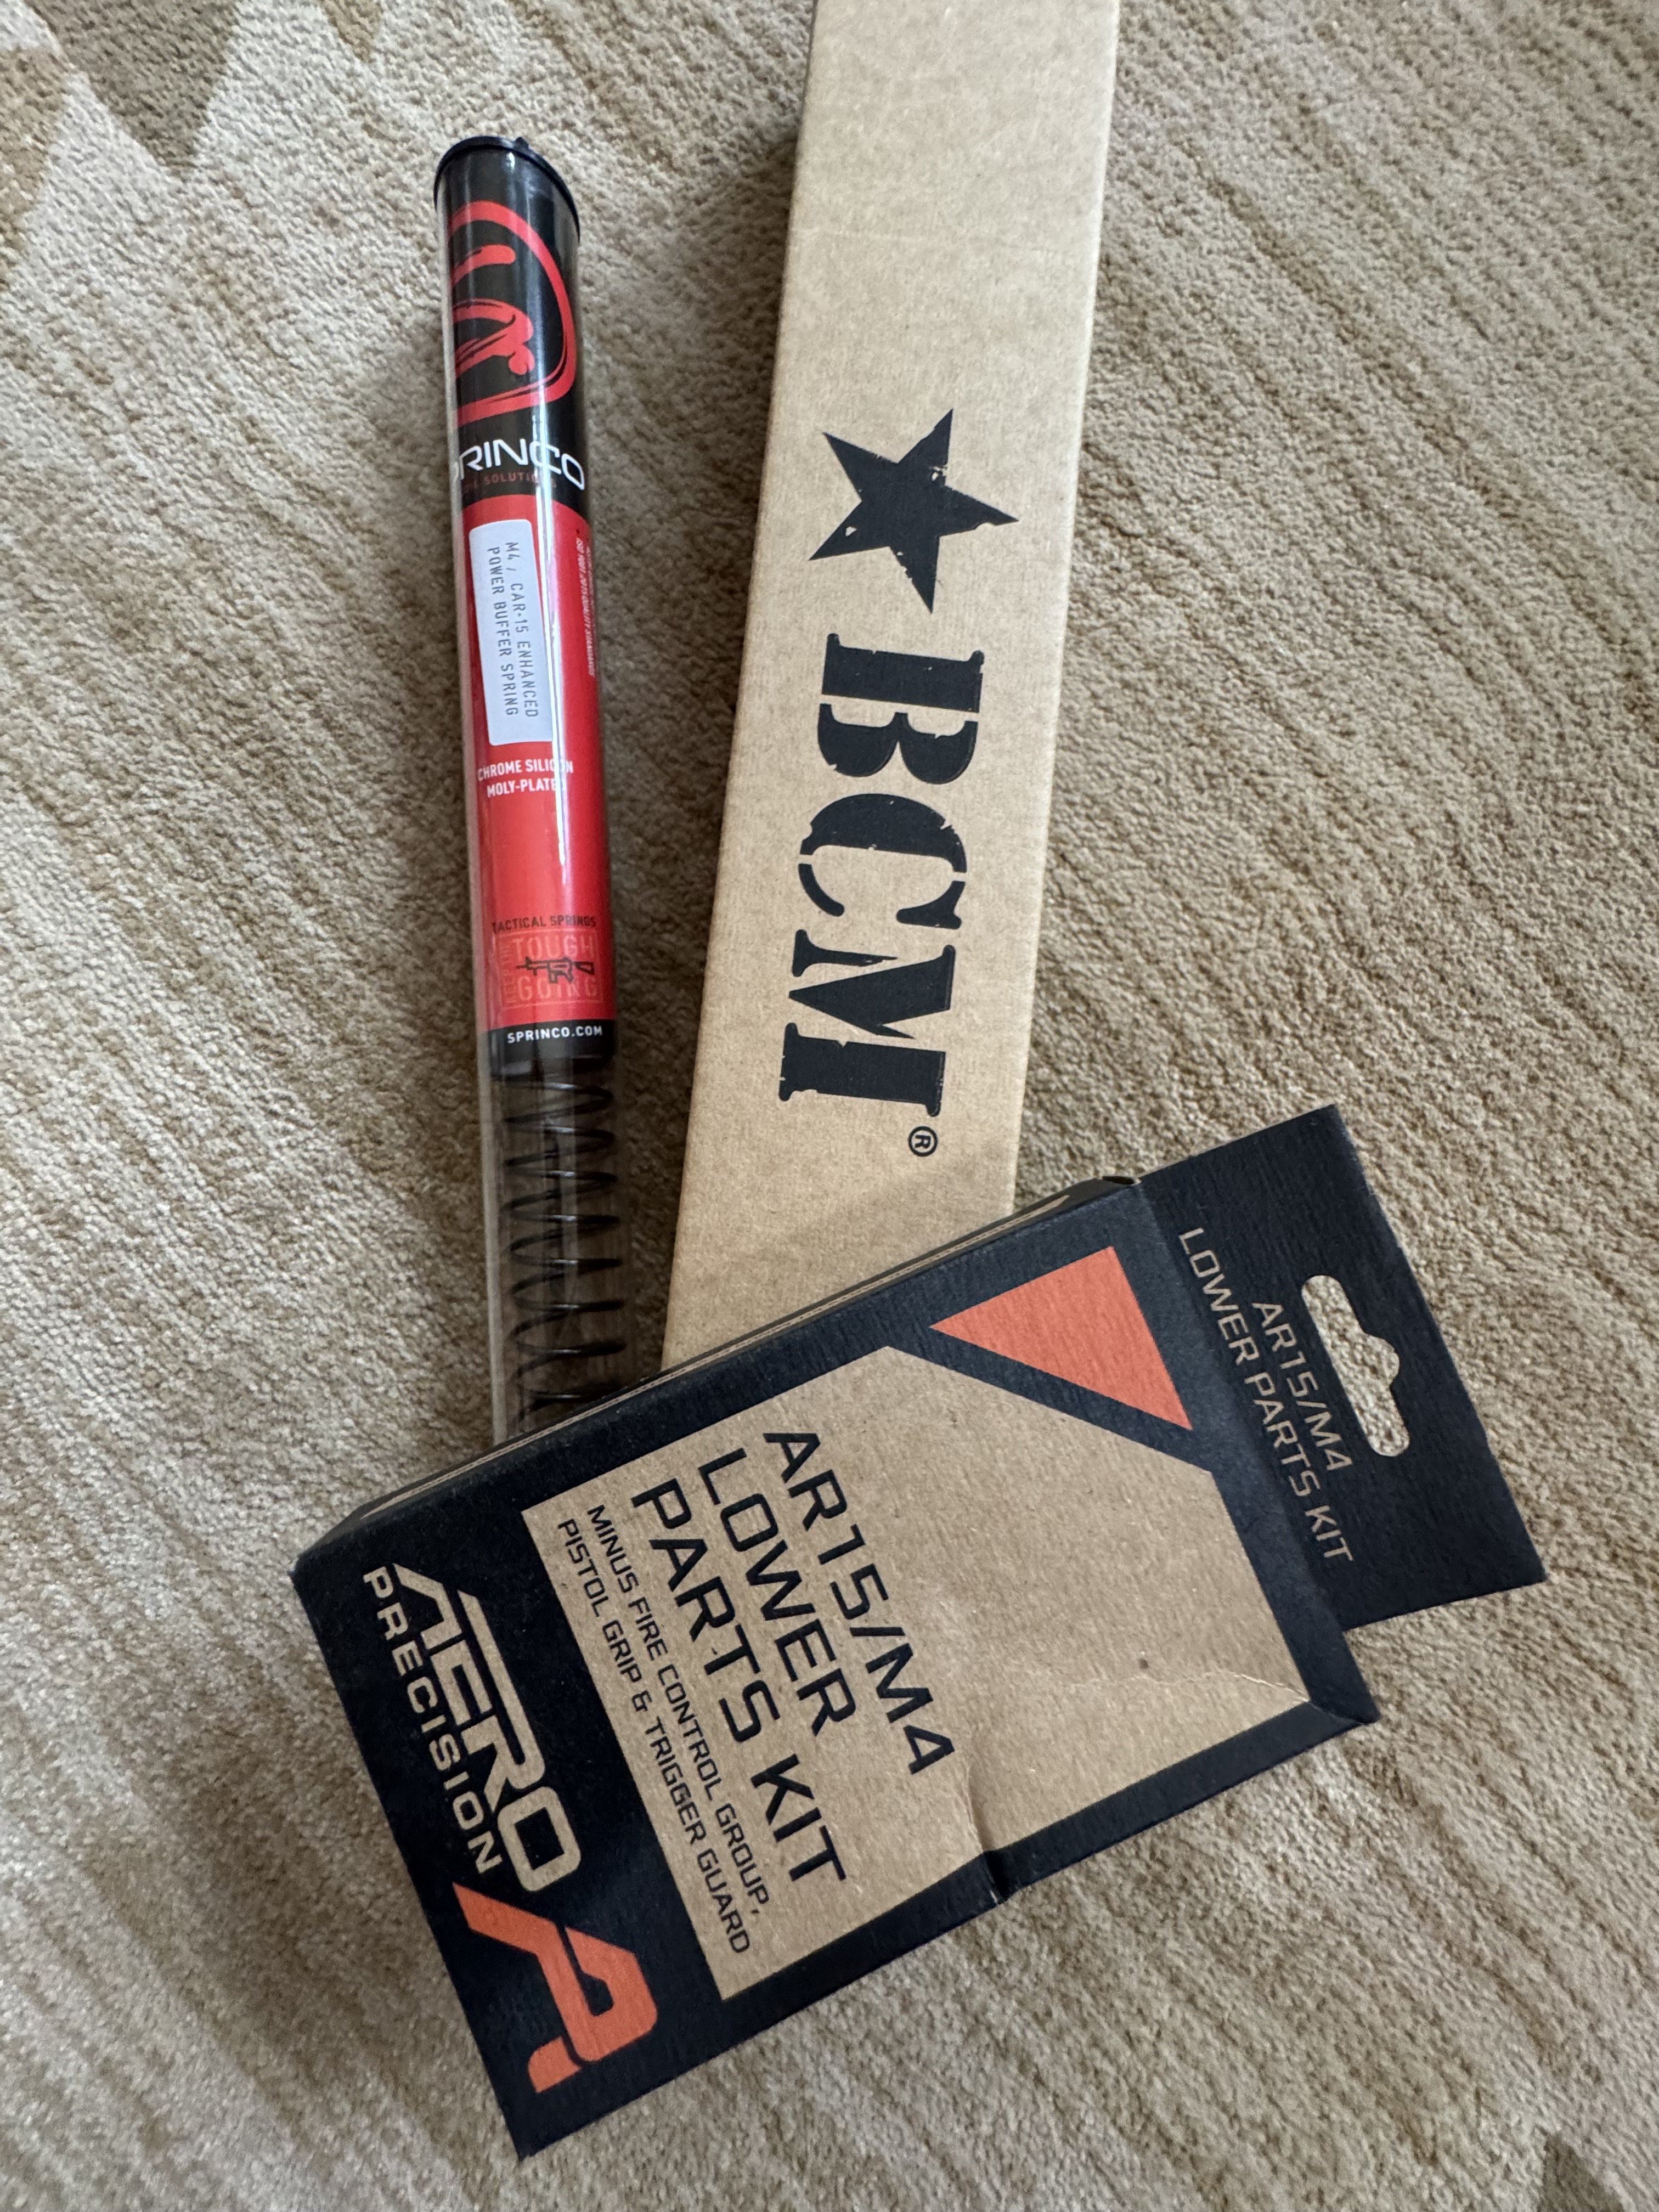 PRINCO
M4 / CAR-15 ENHANCED
POWER BUFFER SPRING
CHROME SILICON
MOLY-PLATED
TACTICAL SPRINGS
TOUGH
GOING
SPRINCO.COM
BCM®
AR15/M4
LOWER PARTS KIT
AR15/M4
LOWER
PARTS KIT
MINUS FIRE CONTROL GROUP,
PISTOL GRIP & TRIGGER GUARD
AERO
PRECISION